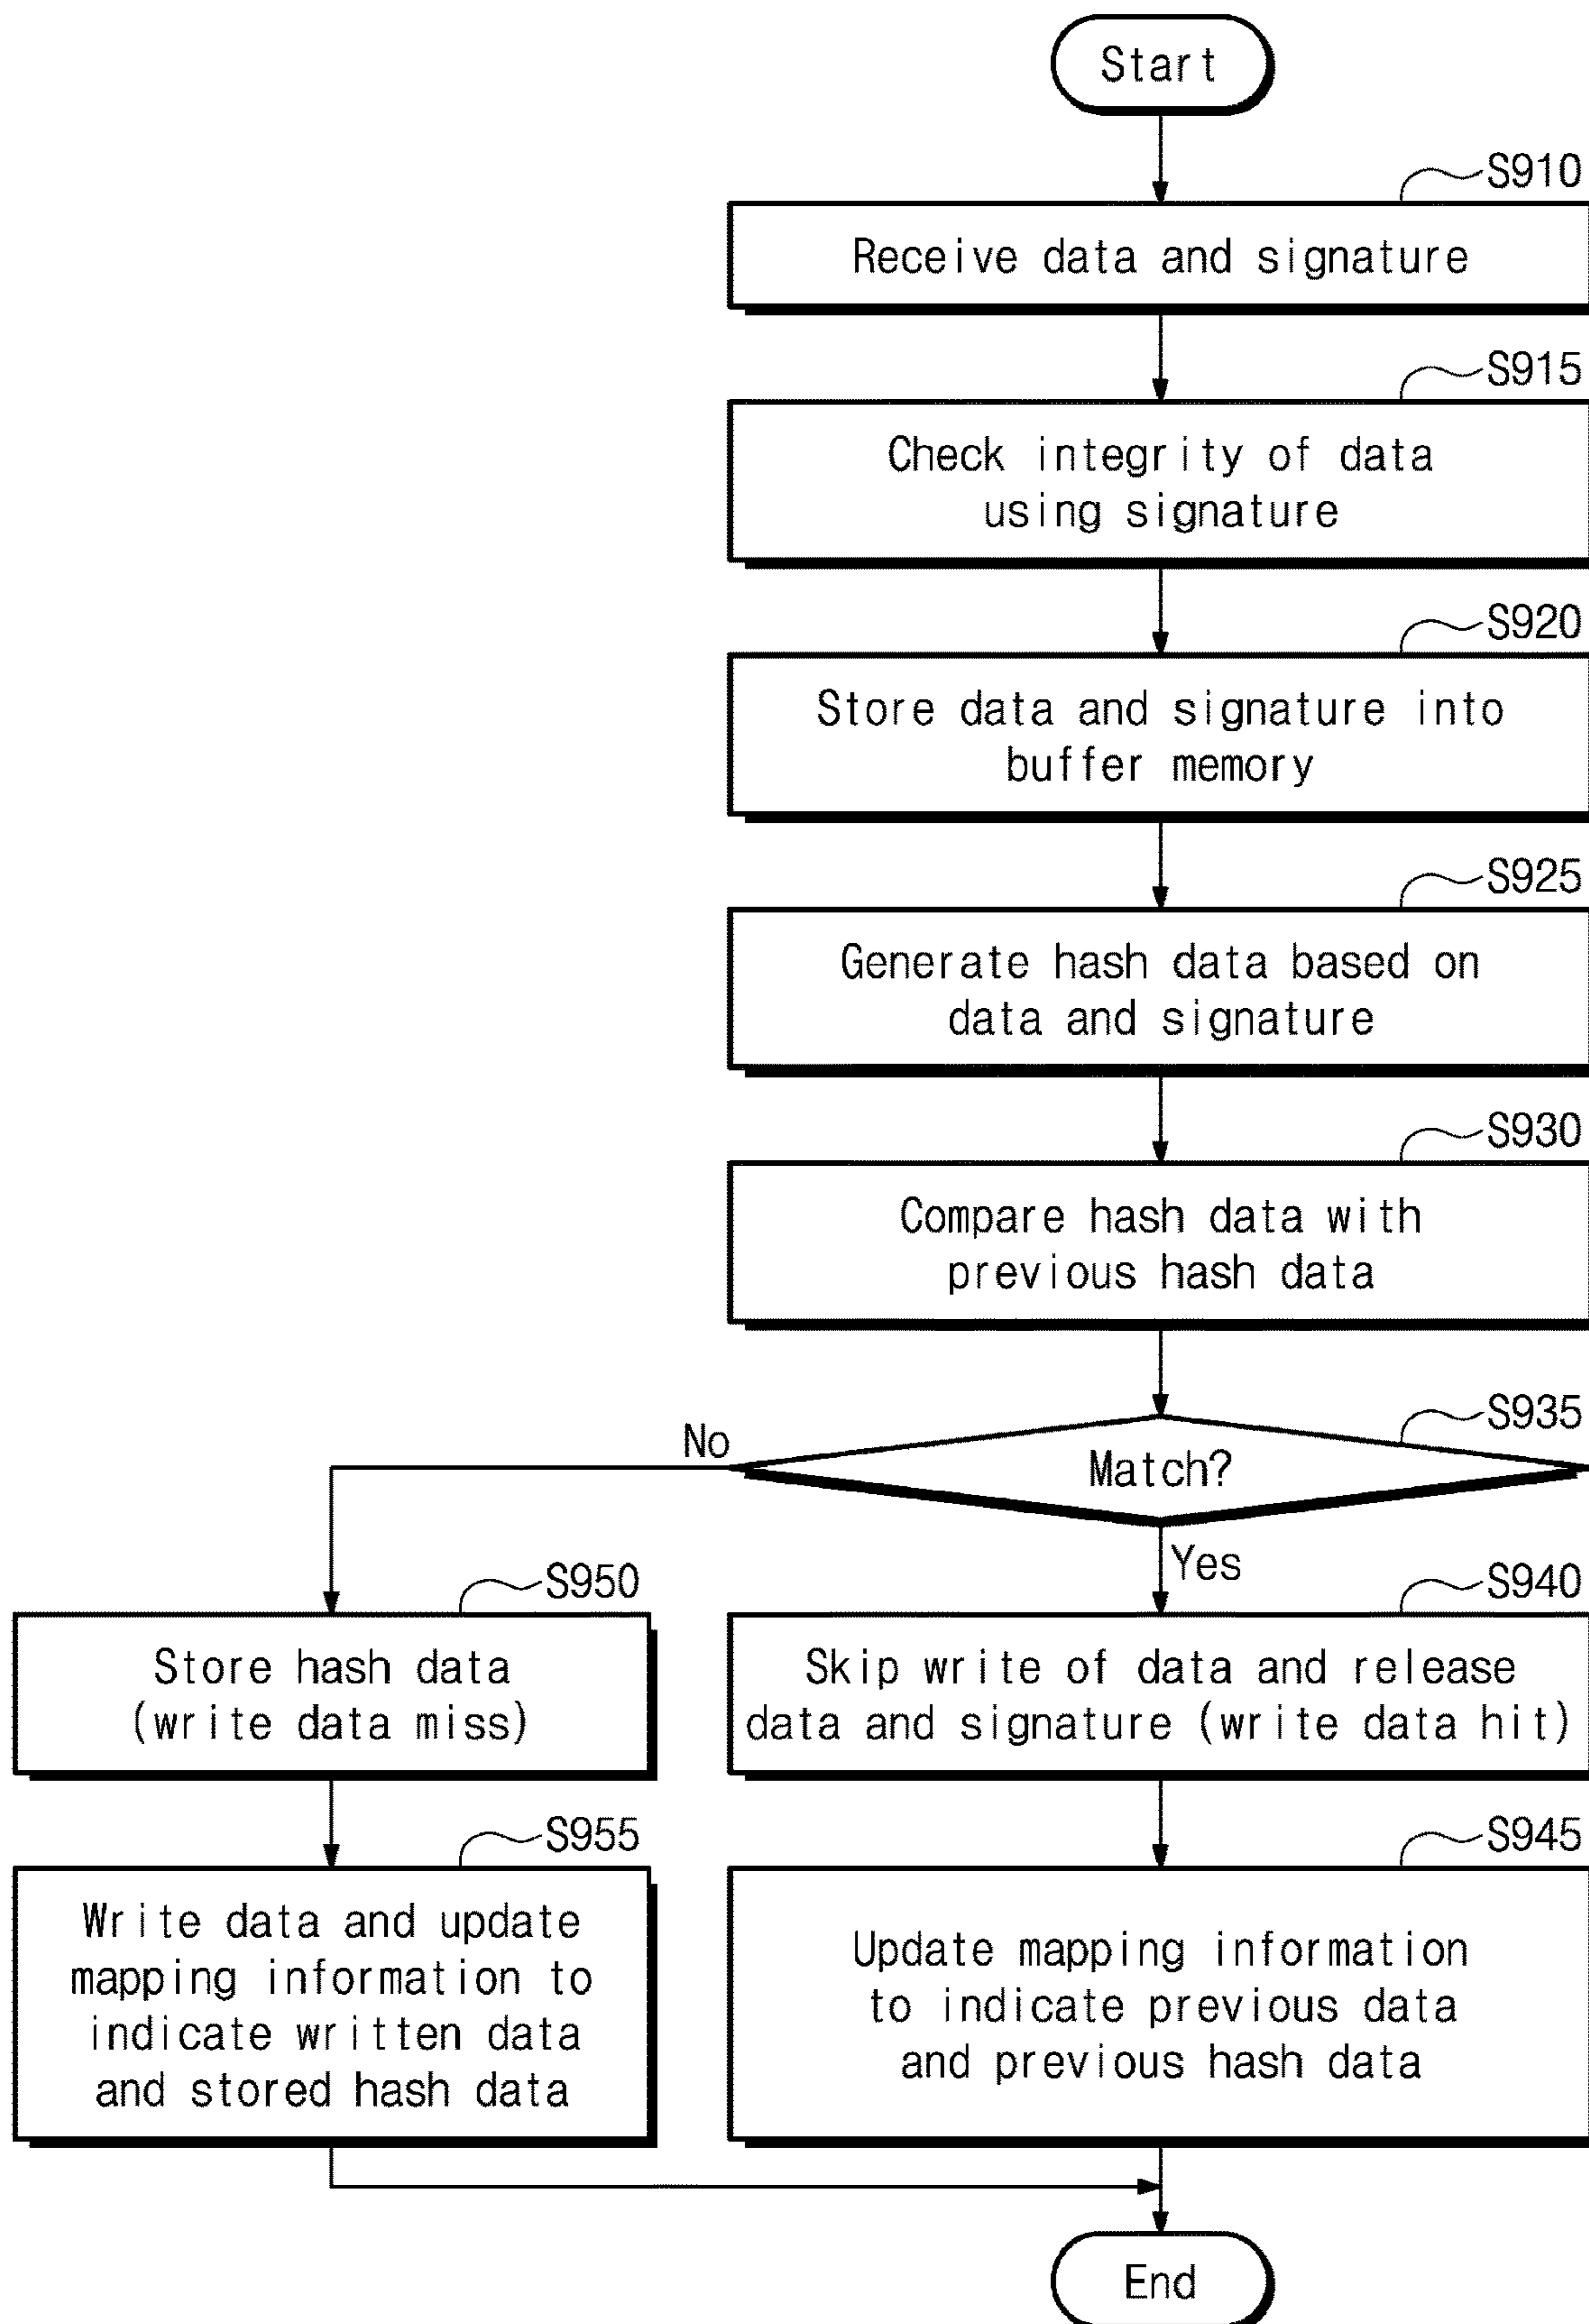 Start
S910
Receive data and signature
S915
Check integrity of data
using signature
S920
Store data and signature into
buffer memory
S925
Generate hash data based on
data and signature
S930
Compare hash data with
previous hash data
S935
Match?
No
Yes
S950
Store hash data
(write data miss)
S940
Skip write of data and release
data and signature (write data hit)
S955
Write data and update
mapping information to
indicate written data
and stored hash data
S945
Update mapping information
to indicate previous data
and previous hash data
End